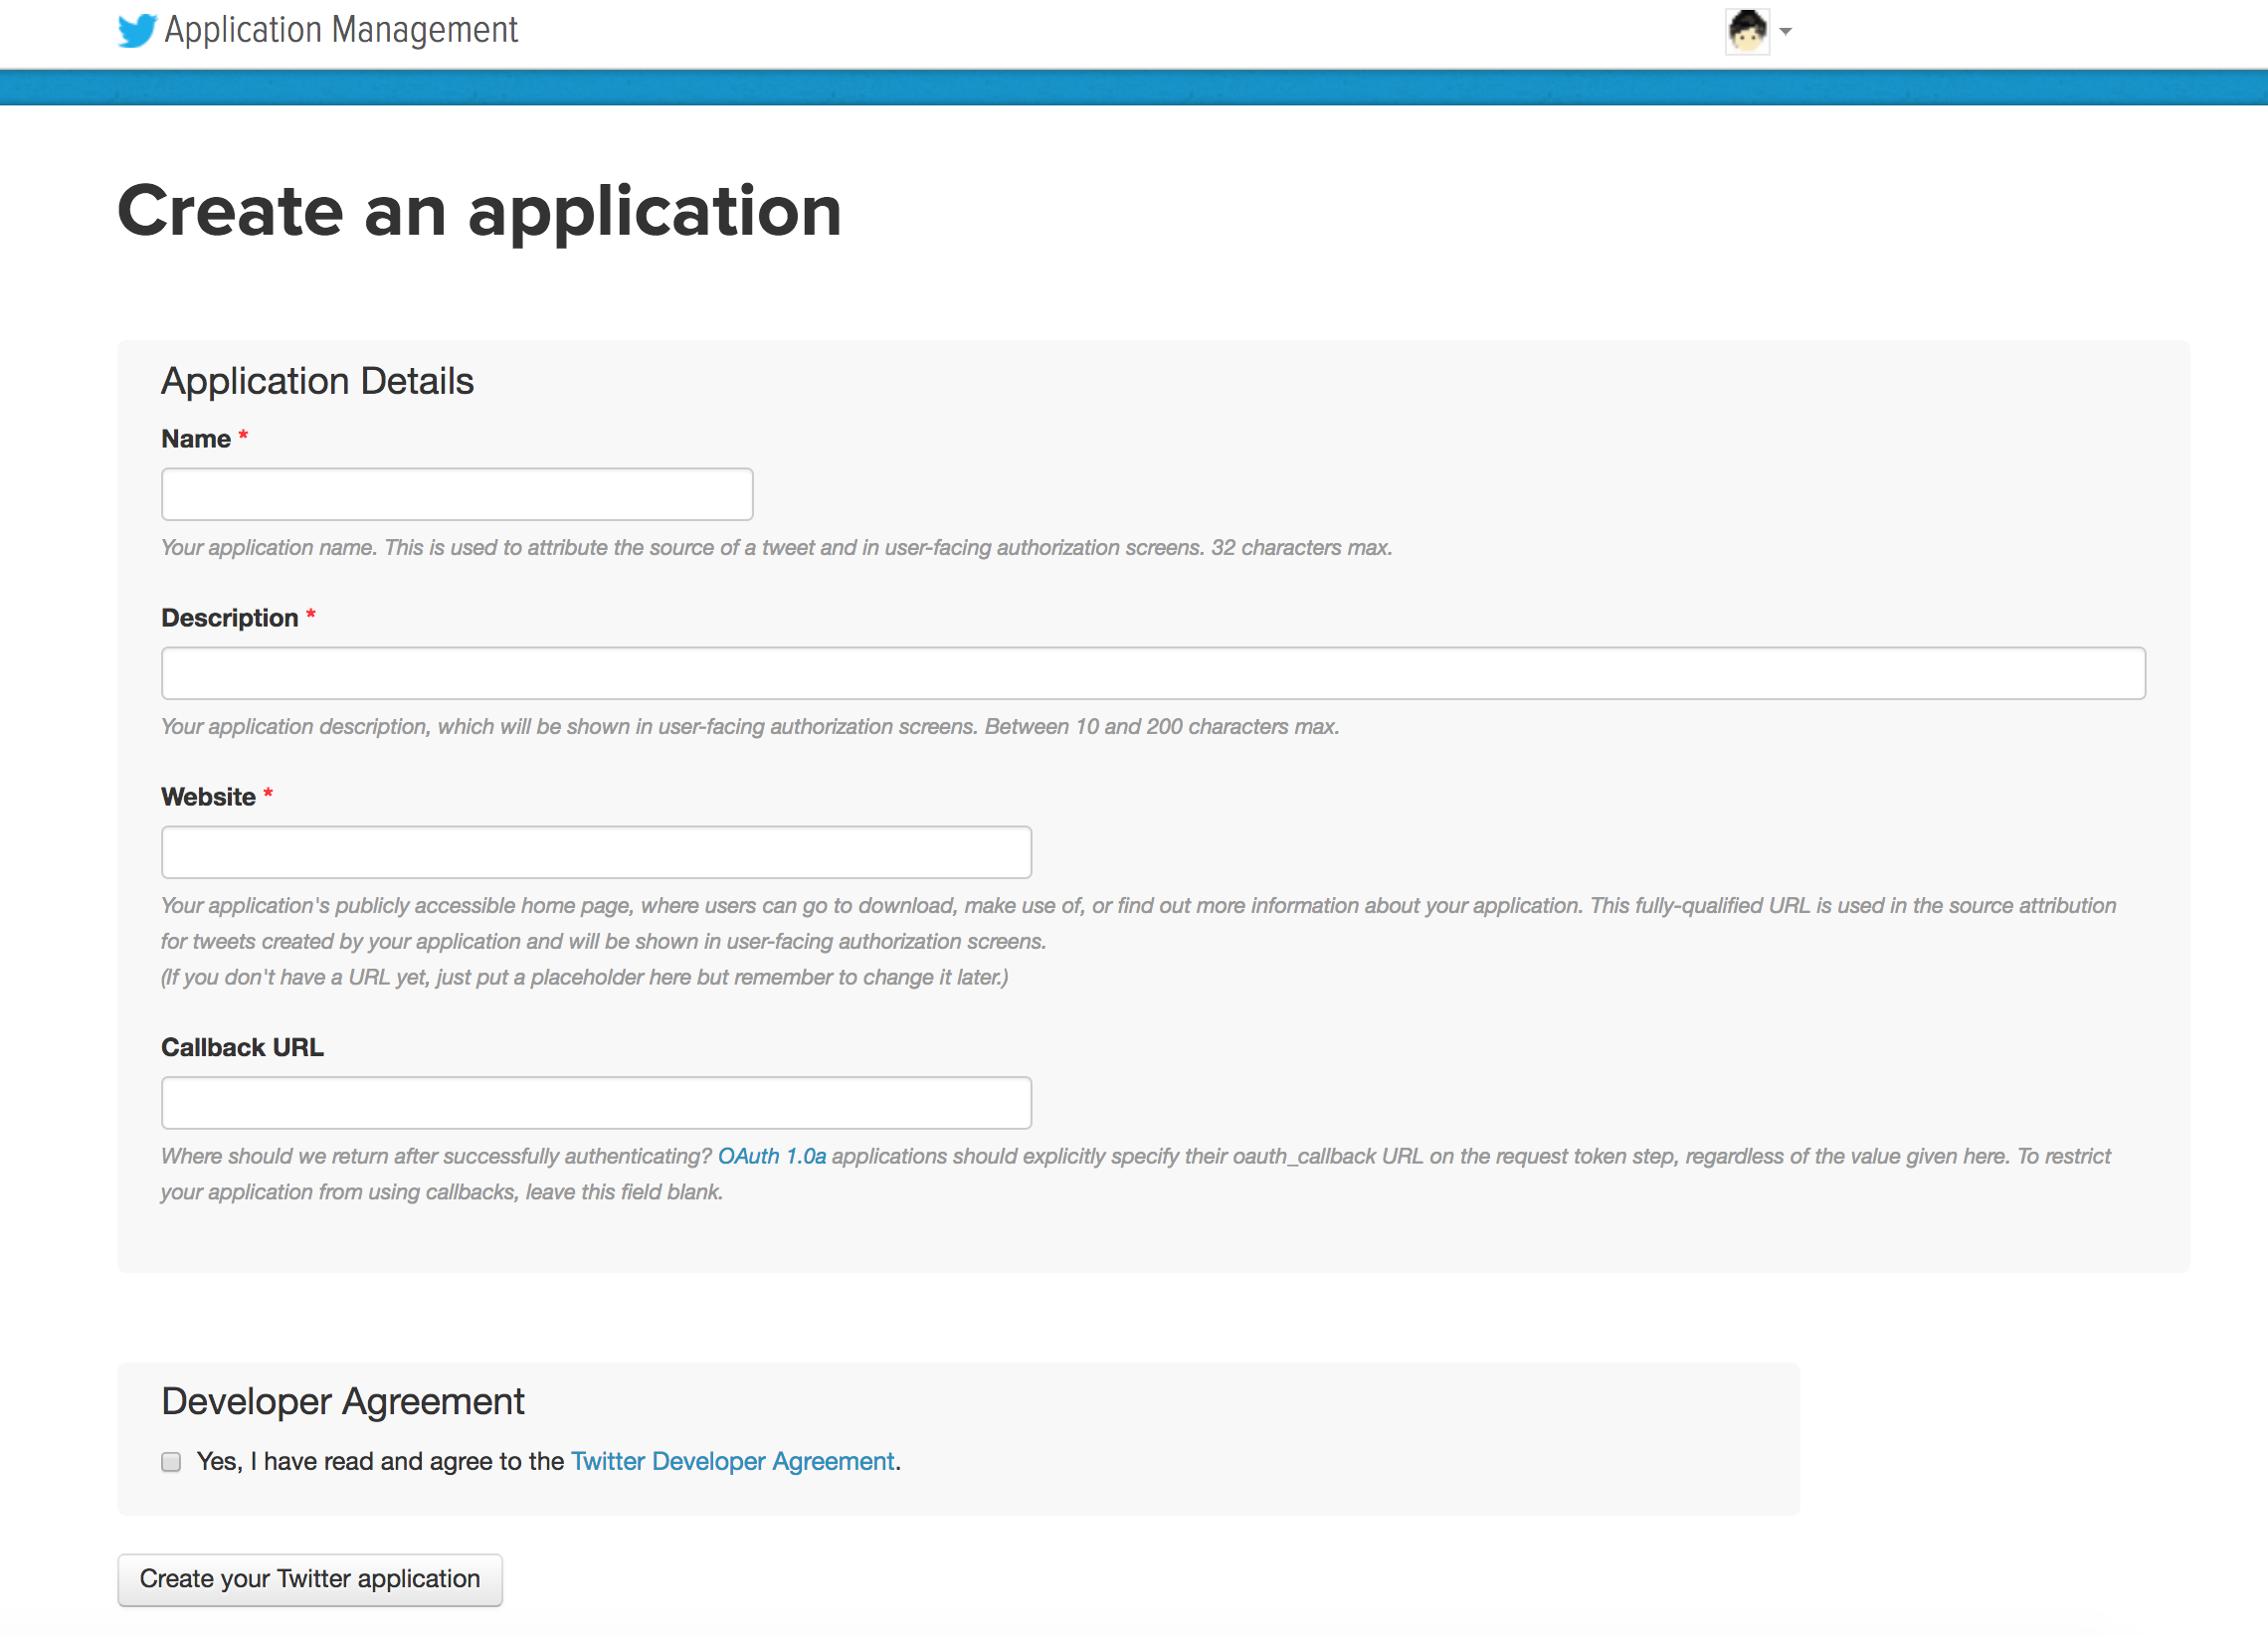 Application Management
Create an application
Application Details
Name *
Your application name. This is used to attribute the source of a tweet and in user-facing authorization screens. 32 characters max.
Description *
Your application description, which will be shown in user-facing authorization screens. Between 10 and 200 characters max.
Website *
Your application's publicly accessible home page, where users can go to download, make use of, or find out more information about your application. This fully-qualified URL is used in the source attribution
for tweets created by your application and will be shown in user-facing authorization screens.
(If you don't have a URL yet, just put a placeholder here but remember to change it later.)
Callback URL
Where should we return after successfully authenticating? OAuth 1.0a applications should explicitly specify their oauth_callback URL on the request token step, regardless of the value given here. To restrict
your application from using callbacks, leave this field blank.
Developer Agreement
Yes, I have read and agree to the Twitter Developer Agreement.
Create your Twitter application